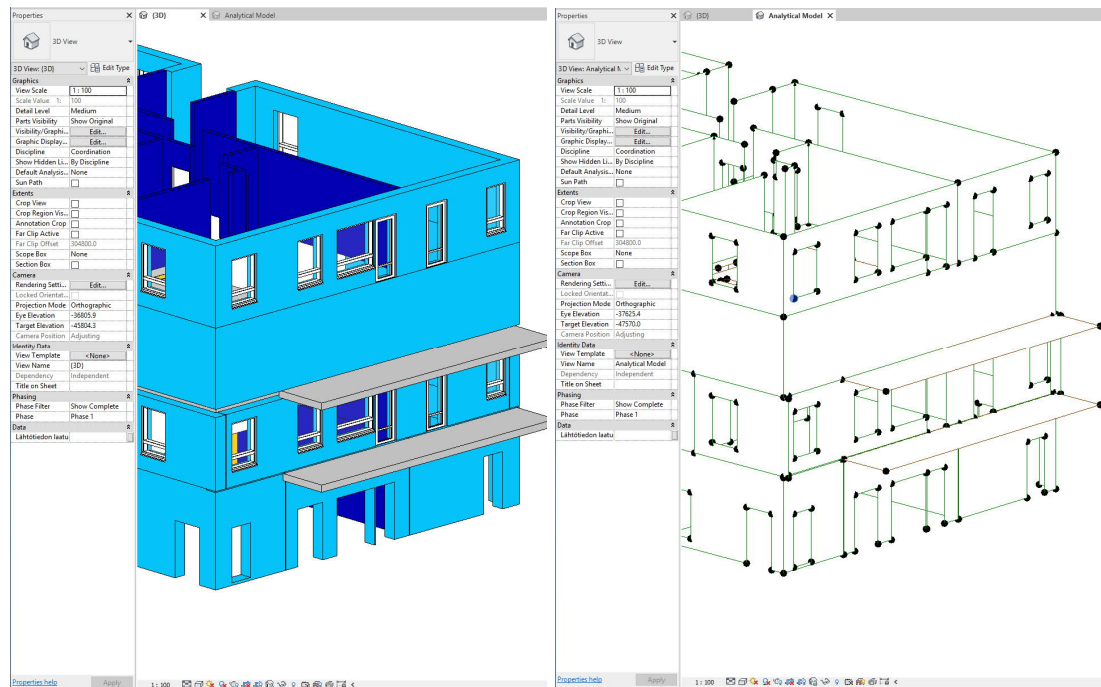 Properties
3D View
3D View: {3D}
Edit Type
Graphics
View Scale 1 : 100
Scale Value 1: 100
Detail Level Medium
Parts Visibility Show Original
Visibility/Graphi... Edit...
Graphic Display... Edit...
Discipline Coordination
Show Hidden Li... By Discipline
Default Analysis... None
Sun Path
Extents
Crop View
Crop Region Vis...
Annotation Crop
Far Clip Active
Far Clip Offset 304800.0
Scope Box None
Section Box
Camera
Rendering Setti... Edit...
Locked Orientat...
Projection Mode Orthographic
Eye Elevation -36805.9
Target Elevation -45804.3
Camera Position Adjusting
Identity Data
View Template <None>
View Name {3D}
Dependency Independent
Title on Sheet
Phasing
Phase Filter Show Complete
Phase Phase 1
Data
Lähtötiedon laatu
Properties help
Apply
{3D}
Analytical Model
1 : 100
Properties
3D View
3D View: Analytical M
Edit Type
Graphics
View Scale 1 : 100
Scale Value 1: 100
Detail Level Medium
Parts Visibility Show Original
Visibility/Graphi... Edit...
Graphic Display... Edit...
Discipline Coordination
Show Hidden Li... By Discipline
Default Analysis... None
Sun Path
Extents
Crop View
Crop Region Vis...
Annotation Crop
Far Clip Active
Far Clip Offset 304800.0
Scope Box None
Section Box
Camera
Rendering Setti... Edit...
Locked Orientat...
Projection Mode Orthographic
Eye Elevation -37625.4
Target Elevation -47570.0
Camera Position Adjusting
Identity Data
View Template <None>
View Name Analytical Model
Dependency Independent
Title on Sheet
Phasing
Phase Filter Show Complete
Phase Phase 1
Data
Lähtötiedon laatu
Properties help
Apply
{3D}
Analytical Model
1 : 100